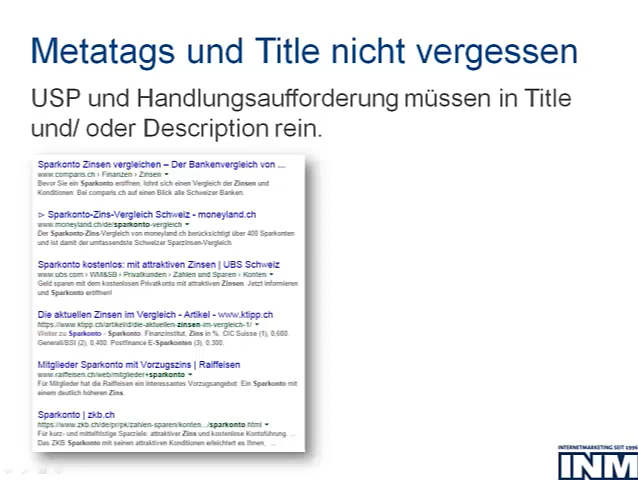 Metatags und Title nicht vergessen
USP und Handlungsaufforderung müssen in Title
und/ oder Description rein.
Sparkonto Zinsen vergleichen – Der Bankenvergleich von ...
www.comparis.ch › Finanzen › Zinsen ▾
Bevor Sie ein Sparkonto eröffnen, lohnt sich einen Vergleich der Zinsen und
Konditionen. Bei comparis.ch auf einen Blick alle Schweizer Banken.
▷ Sparkonto-Zins-Vergleich Schweiz - moneyland.ch
www.moneyland.ch/de/sparkonto-vergleich ▾
Der Sparkonto-Zins-Vergleich von moneyland.ch berücksichtigt über 400 Sparkonten
und ist damit der umfassendste Schweizer Sparzinsen-Vergleich.
Sparkonto kostenlos: mit attraktiven Zinsen | UBS Schweiz
www.ubs.com › WM&SB › Privatkunden › Zahlen und Sparen › Konten ▾
Geld sparen mit dem kostenlosen Privatkonto mit attraktiven Zinsen. Jetzt informieren
und Sparkonto eröffnen!
Die aktuellen Zinsen im Vergleich - Artikel - www.ktipp.ch
https://www.ktipp.ch/artikel/d/die-aktuellen-zinsen-im-vergleich-1/ ▾
Weiter zu Sparkonto - Sparkonto. Finanzinstitut, Zins in %. CIC Suisse (1), 0,600.
Generali/BSI (2), 0,400. Postfinance E-Sparkonten (3), 0,300.
Mitglieder Sparkonto mit Vorzugszins | Raiffeisen
www.raiffeisen.ch/web/mitglieder+sparkonto ▾
Für Mitglieder hat die Raiffeisen ein interessantes Vorzugsangebot: Ein Sparkonto mit
einem deutlich höheren Zins.
Sparkonto | zkb.ch
https://www.zkb.ch/de/pr/pk/zahlen-sparen/konten.../sparkonto.html ▾
Für kurz- und mittelfristige Sparziele: attraktiver Zins und kostenlose Kontoführung. ...
Das ZKB Sparkonto mit seinen attraktiven Konditionen erleichtert es Ihnen, ...
INTERNETMARKETING SEIT 1996
INM